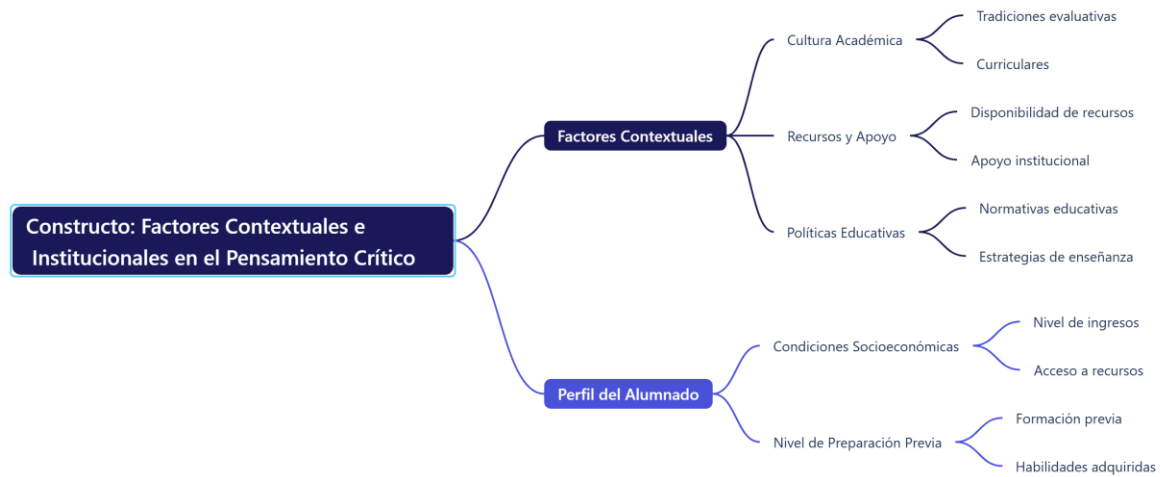 Constructo: Factores Contextuales e
Institucionales en el Pensamiento Crítico
Factores Contextuales
Cultura Académica
Tradiciones evaluativas
Curriculares
Recursos y Apoyo
Disponibilidad de recursos
Apoyo institucional
Políticas Educativas
Normativas educativas
Estrategias de enseñanza
Perfil del Alumnado
Condiciones Socioeconómicas
Nivel de ingresos
Acceso a recursos
Nivel de Preparación Previa
Formación previa
Habilidades adquiridas